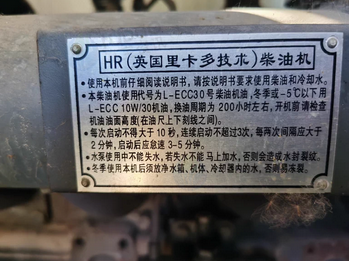 HR(英国里卡多技术)柴油机
•使用本机前仔细阅读说明书,请按说明书要求使用柴油和冷却水。
•本柴油机使用代号为L-ECC30号柴油机油,冬季或-5℃以下用
L-ECC 10W/30机油,换油周期为200小时左右,开机前请检查
机油油面高度(在油尺上下刻线之间)。
•每次启动不得大于10秒,连续启动不超过3次,每两次间隔应大于
2分钟,启动后应怠速3-5分钟。
•水泵使用中不能失水,若失水不能马上加水,否则会造成水封裂纹。
•冬季使用本机后须放净水箱、机体、冷却器内的水,否则易冻裂。